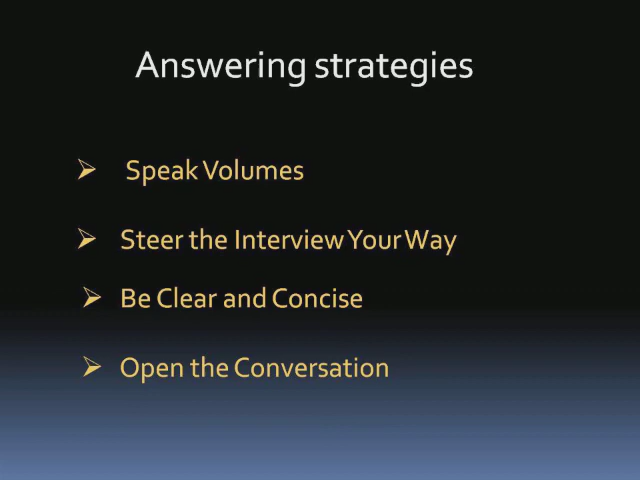 Answering strategies
Speak Volumes
Steer the Interview Your Way
Be Clear and Concise
Open the Conversation